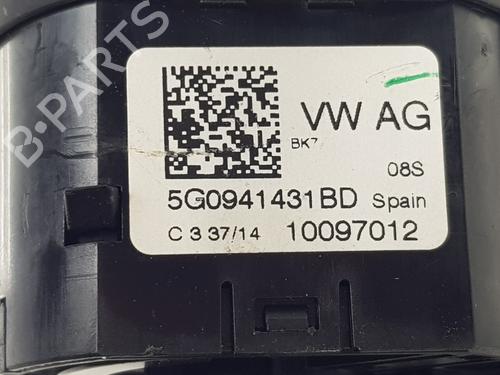 B-PARTS
VW AG
BK7
08S
5G0941431BD Spain
C 3 37/14 10097012